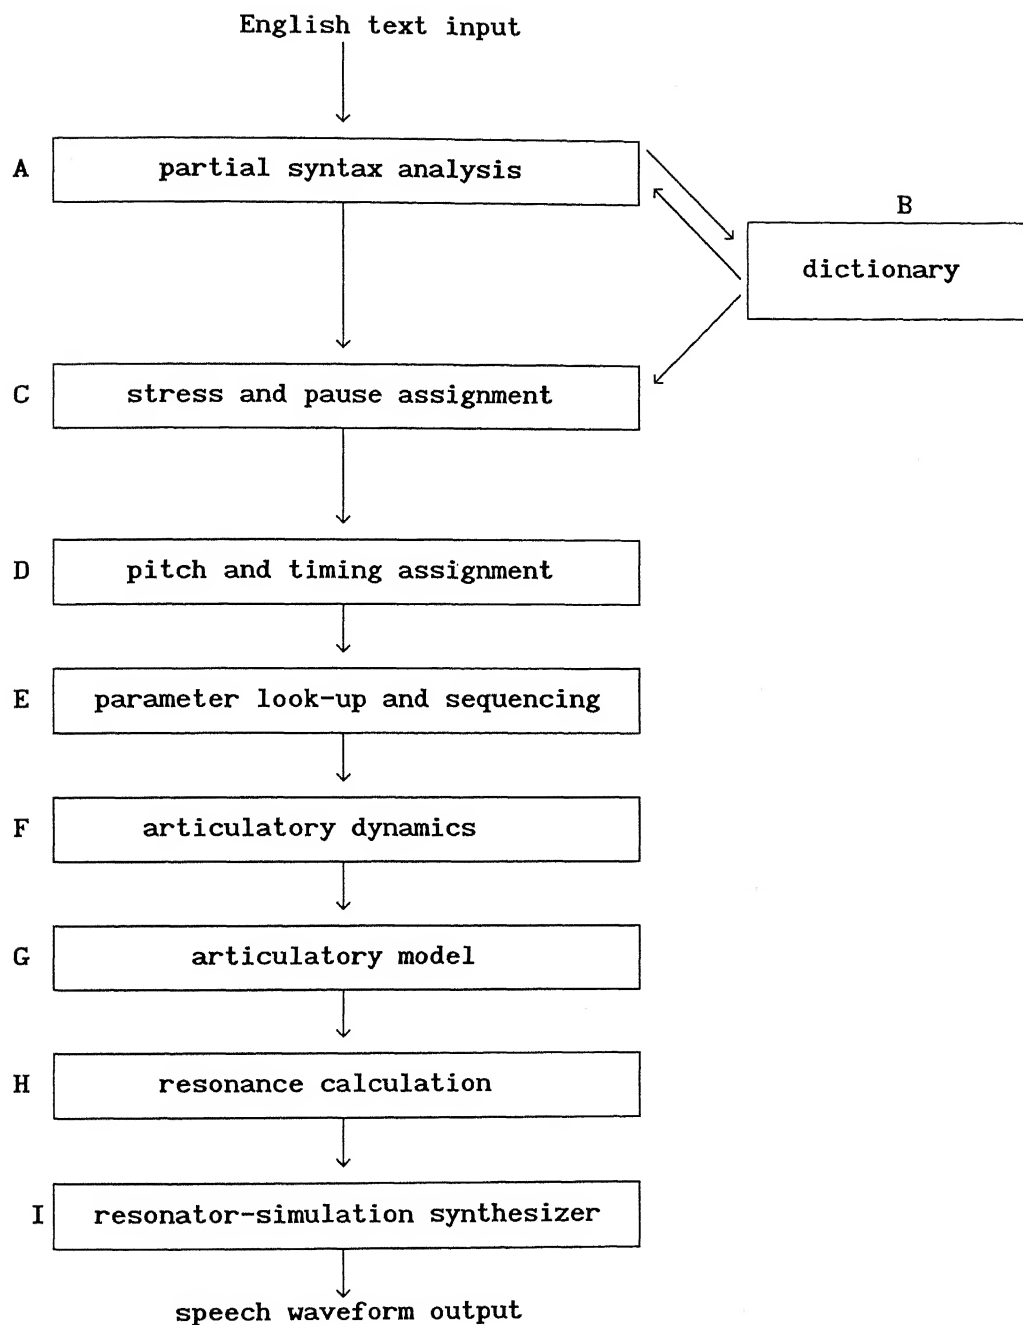 English text input
A partial syntax analysis
B
dictionary
C stress and pause assignment
D pitch and timing assignment
E parameter look-up and sequencing
F articulatory dynamics
G articulatory model
H resonance calculation
I resonator-simulation synthesizer
speech waveform output